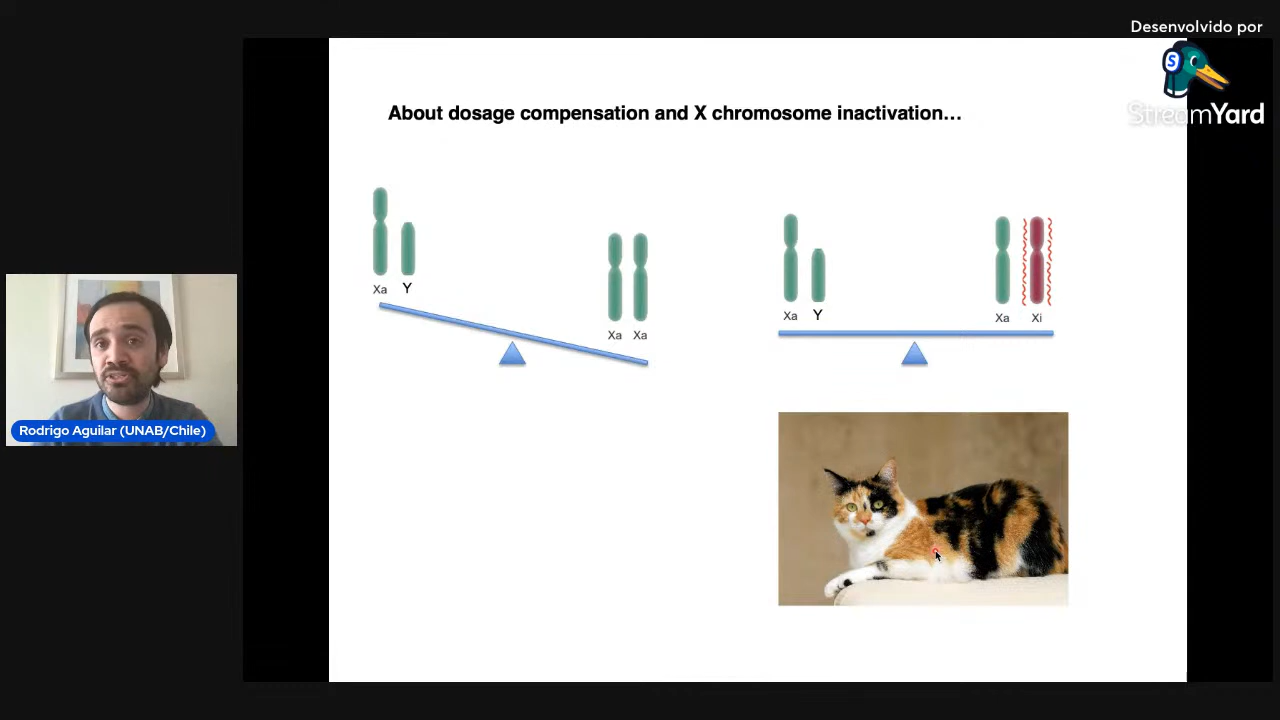 Desenvolvido por
StreamYard
About dosage compensation and X chromosome inactivation…
Xa Y
Xa Xa
Xa Y
Xa Xi
Rodrigo Aguilar (UNAB/Chile)
S